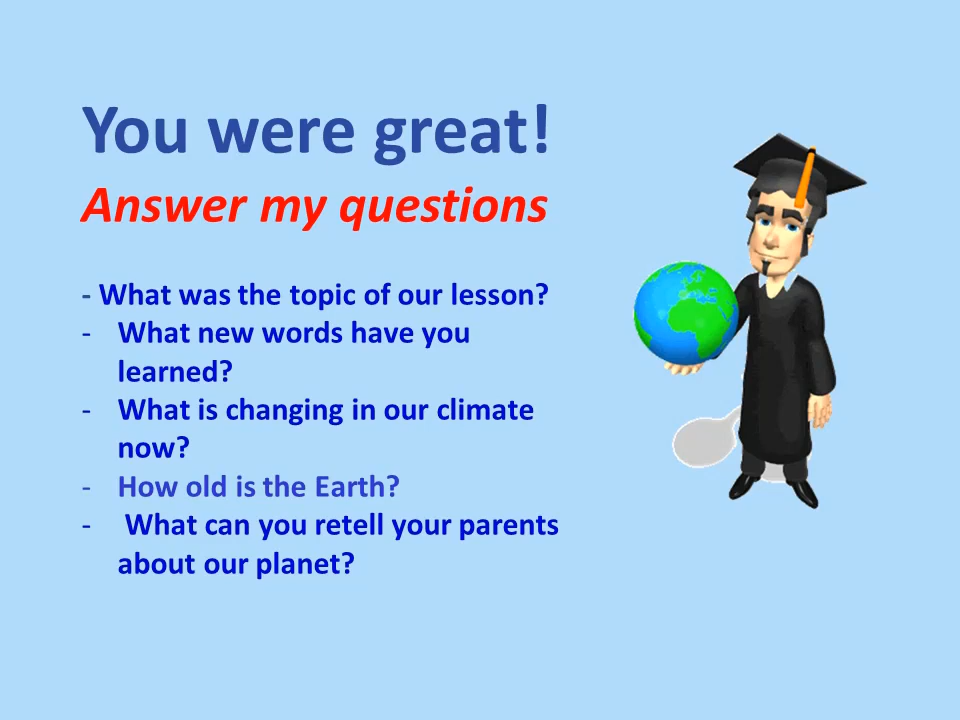 You were great!
Answer my questions
- What was the topic of our lesson?
- What new words have you
learned?
- What is changing in our climate
now?
- How old is the Earth?
- What can you retell your parents
about our planet?